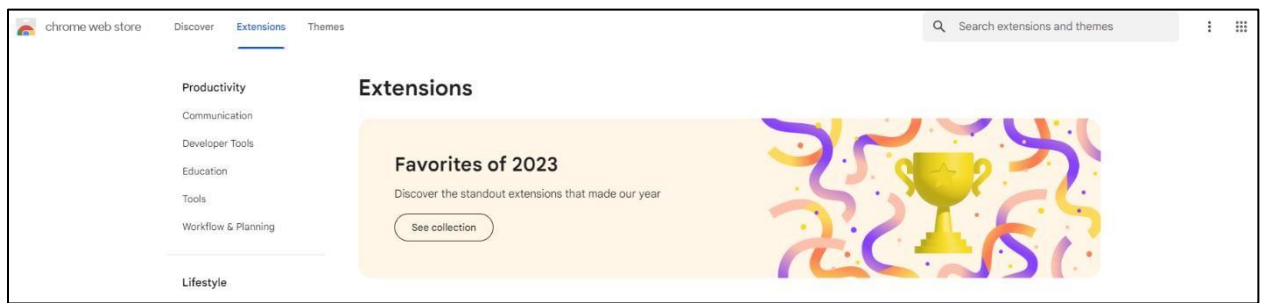 chrome web store Discover Extensions Themes Search extensions and themes
Productivity
Communication
Developer Tools
Education
Tools
Workflow & Planning
Lifestyle
Extensions
Favorites of 2023
Discover the standout extensions that made our year
See collection